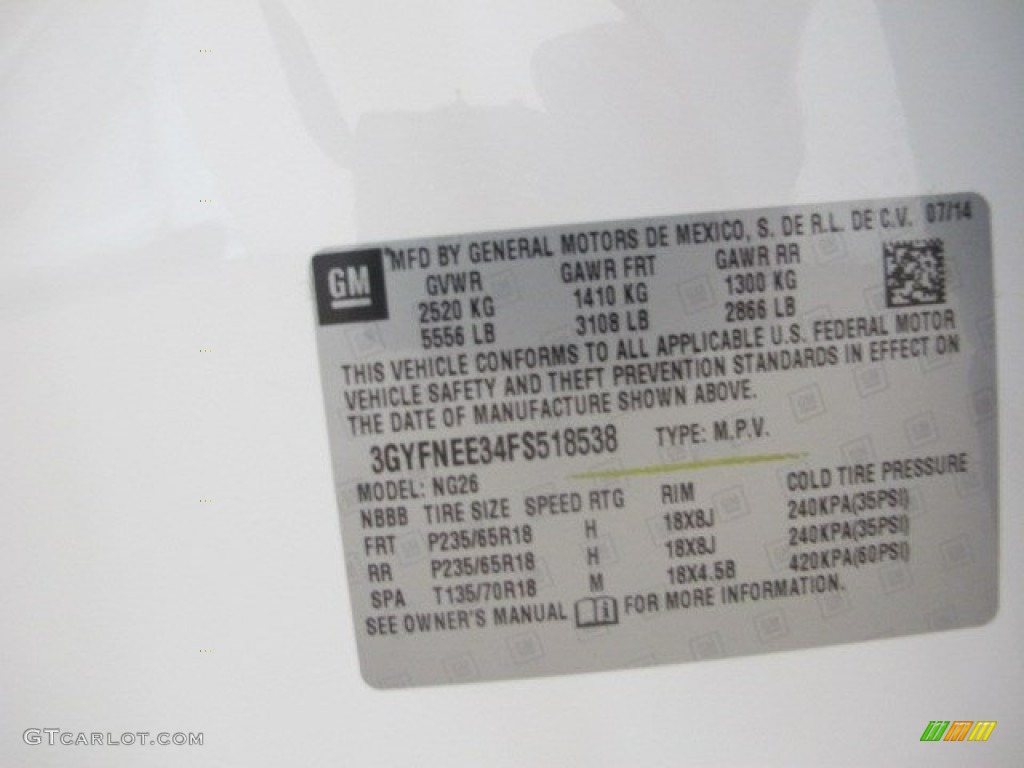 MFD BY GENERAL MOTORS DE MEXICO, S. DE R.L. DE C.V. 07/14
GM
GVWR GAWR FRT GAWR RR
2520 KG 1410 KG 1300 KG
5556 LB 3108 LB 2866 LB
THIS VEHICLE CONFORMS TO ALL APPLICABLE U.S. FEDERAL MOTOR
VEHICLE SAFETY AND THEFT PREVENTION STANDARDS IN EFFECT ON
THE DATE OF MANUFACTURE SHOWN ABOVE.
3GYFNEE34FS518538 TYPE: M.P.V.
MODEL: NG26
NBBB TIRE SIZE SPEED RTG RIM COLD TIRE PRESSURE
FRT P235/65R18 H 18X8J 240KPA(35PSI)
RR P235/65R18 H 18X8J 240KPA(35PSI)
SPA T135/70R18 M 18X4.5B 420KPA(60PSI)
SEE OWNER'S MANUAL FOR MORE INFORMATION.
GTCARLOT.COM